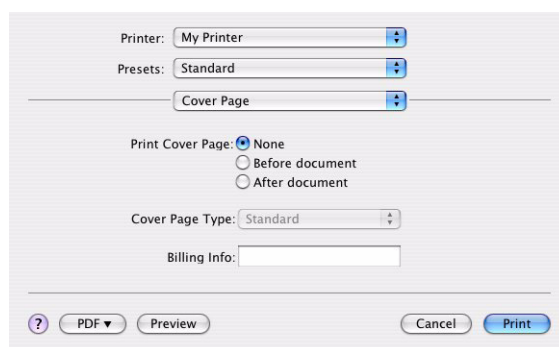 Printer: My Printer
Presets: Standard
Cover Page
Print Cover Page: None
Before document
After document
Cover Page Type: Standard
Billing Info:
? PDF▼ Preview Cancel Print